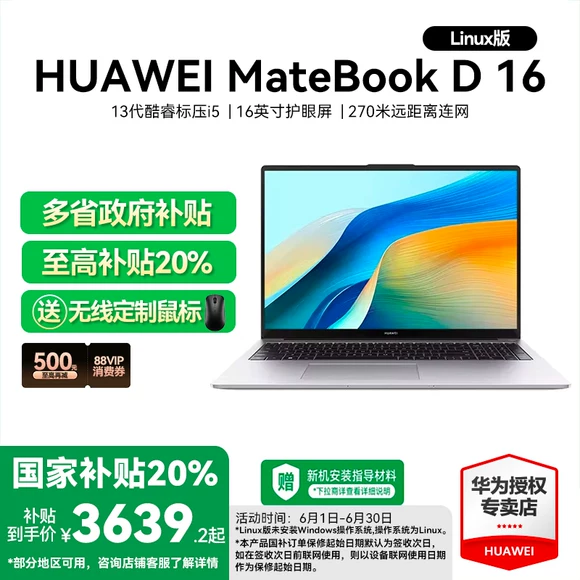 Linux版
HUAWEI MateBook D 16
13代酷睿标压i5 | 16英寸护眼屏 | 270米远距离连网
多省政府补贴
至高补贴20%
送 无线定制鼠标
500元
至高再减
88VIP
消费券
HUAWEI
国家补贴20%
补贴
到手价 ¥3639.2起
*部分地区可用，咨询店铺客服了解详情
赠 新机安装指导材料
*下拉商详查看详细说明
活动时间：6月1日-6月30日
*Linux版未安装Windows操作系统,操作系统为Linux。
*本产品国补订单保修起始日期默认为签收次日，
如在签收次日前联网使用，则以设备联网使用日期
作为保修起始日期。
华为授权
专卖店
★★★★★
HUAWEI